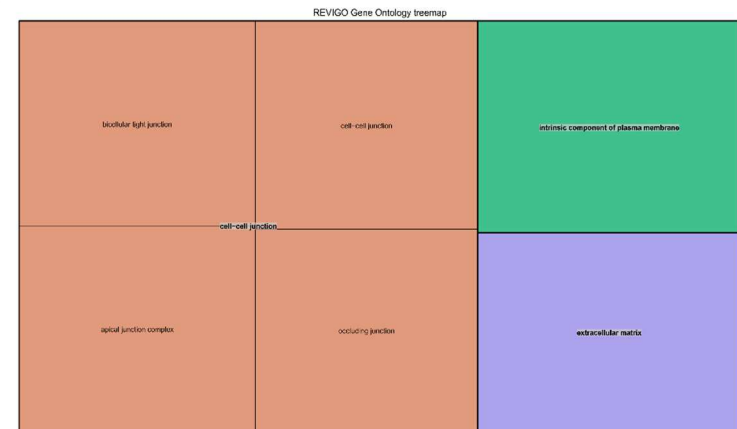 REVIGO Gene Ontology treemap
bicellular tight junction
cell−cell junction
intrinsic component of plasma membrane
cell−cell junction
apical junction complex
occluding junction
extracellular matrix